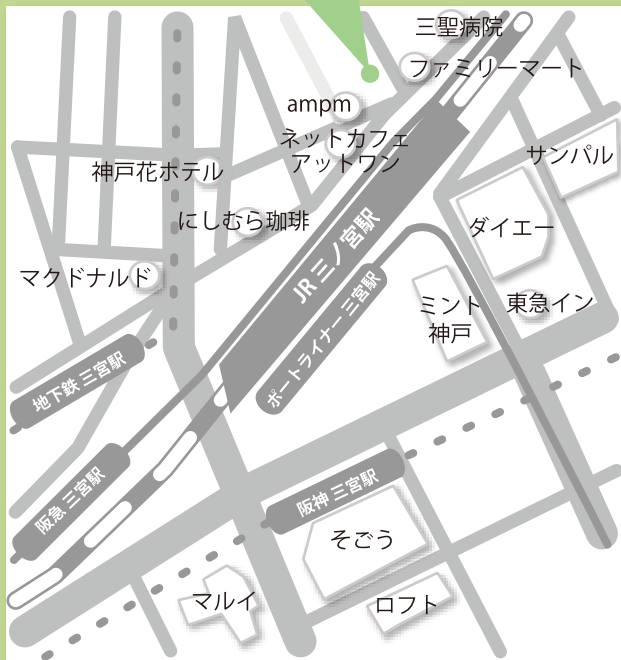 三聖病院
ファミリーマート
ampm
ネットカフェ
アットワン
サンパル
神戸花ホテル
にしむら珈琲
ダイエー
JR 三ノ宮駅
マクドナルド
ポートライナー 三宮駅
ミント
神戸
東急イン
地下鉄 三宮駅
阪急 三宮駅
阪神 三宮駅
そごう
マルイ
ロフト